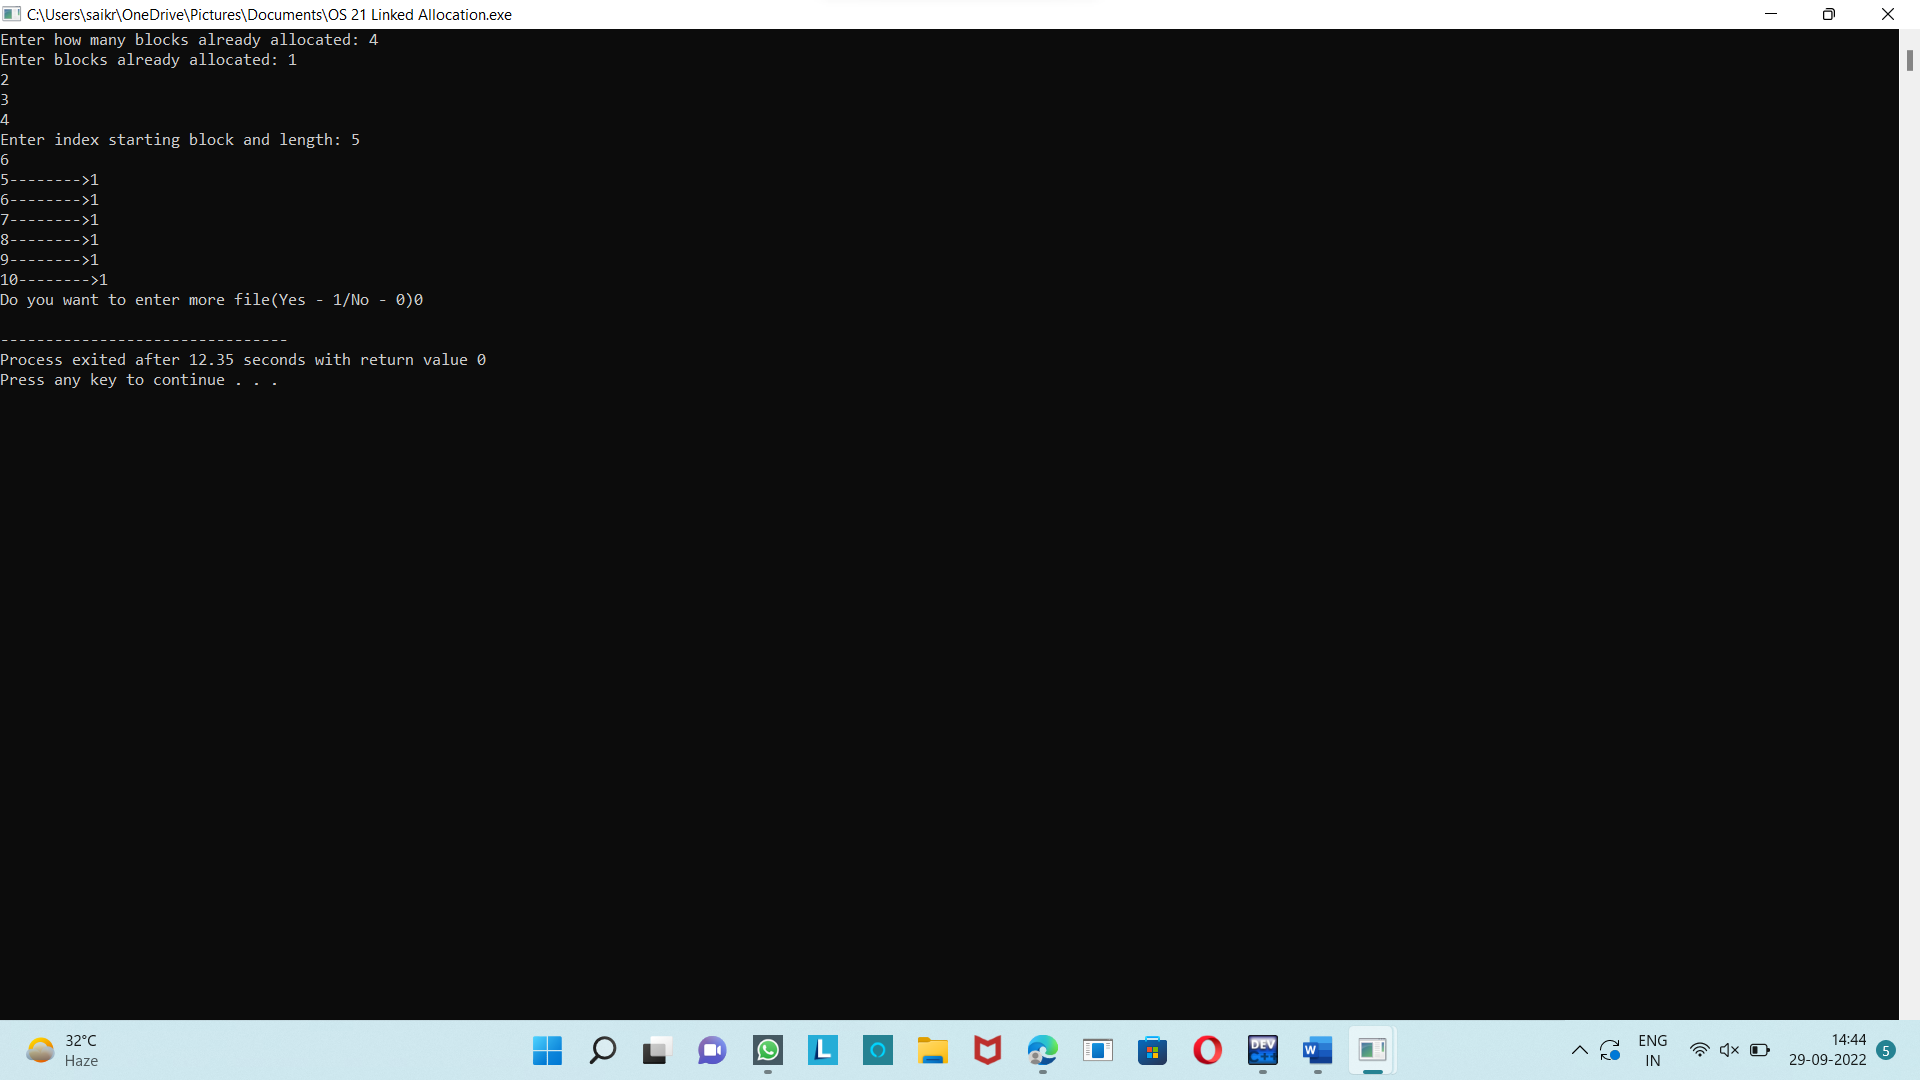 C:\Users\saikr\OneDrive\Pictures\Documents\OS 21 Linked Allocation.exe
Enter how many blocks already allocated: 4
Enter blocks already allocated: 1
2
3
4
Enter index starting block and length: 5
6
5-------->1
6-------->1
7-------->1
8-------->1
9-------->1
10-------->1
Do you want to enter more file(Yes - 1/No - 0)0
--------------------------------
Process exited after 12.35 seconds with return value 0
Press any key to continue . . .
32°C
Haze
L
DEV
C++
W
ENG
IN
14:44
29-09-2022
5